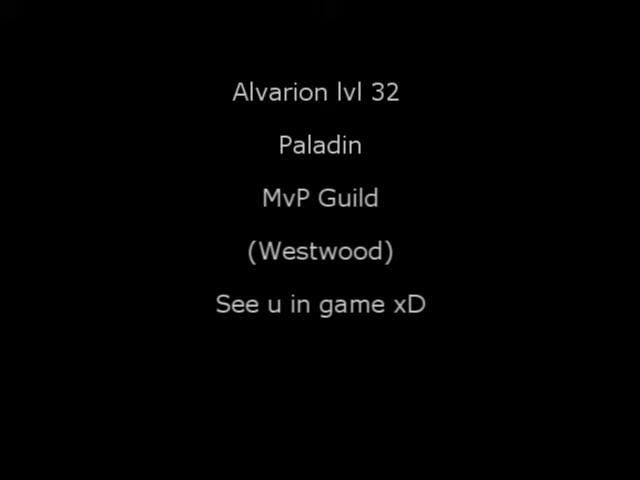 Alvarion lvl 32
Paladin
MvP Guild
(Westwood)
See u in game xD